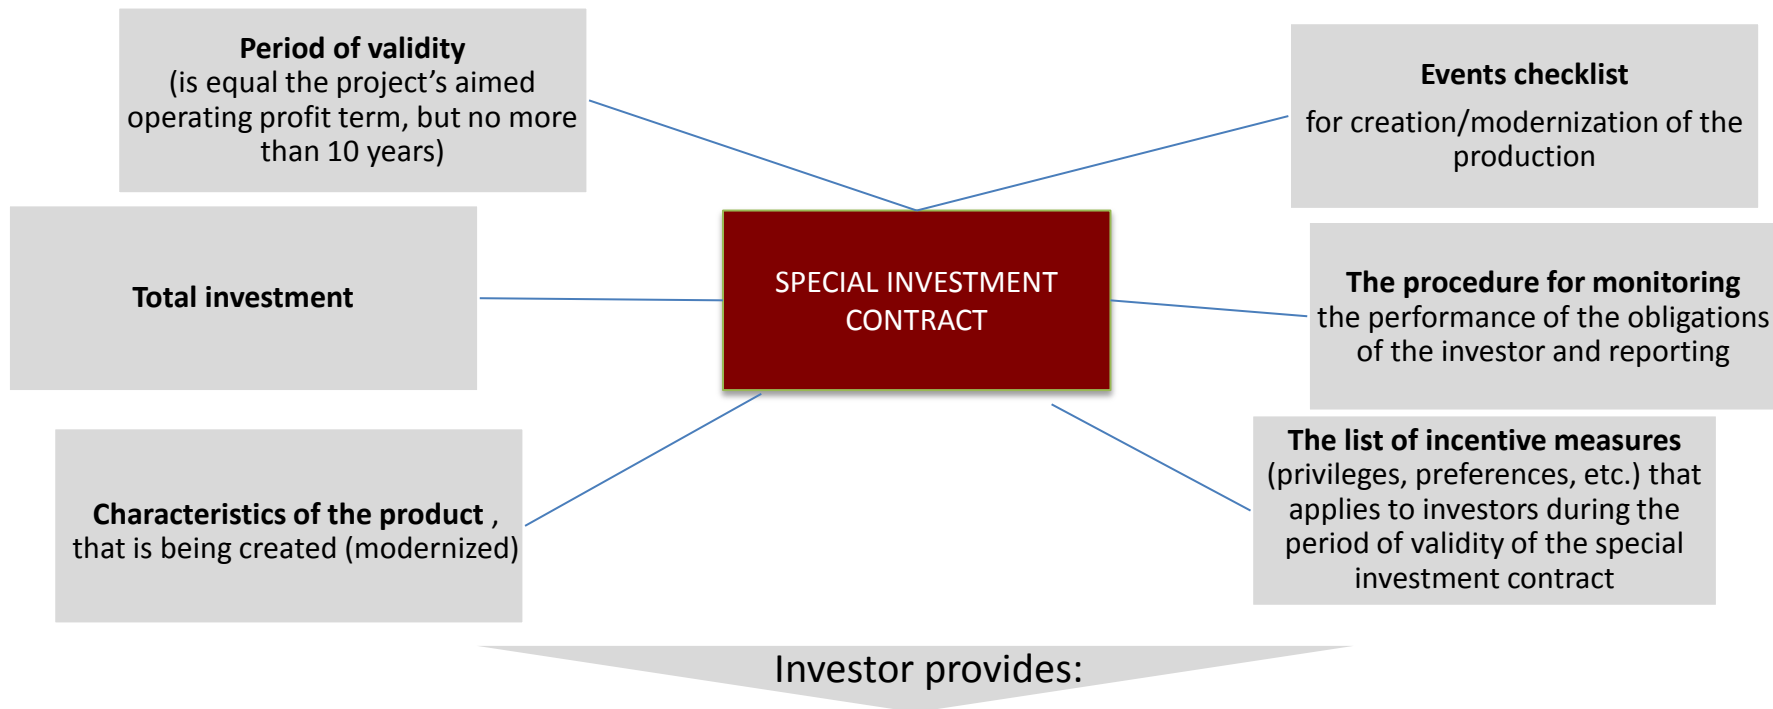 Period of validity
(is equal the project's aimed
operating profit term, but no more
than 10 years)
Events checklist
for creation/modernization of the
production
Total investment
SPECIAL INVESTMENT
CONTRACT
The procedure for monitoring
the performance of the obligations
of the investor and reporting
Characteristics of the product ,
that is being created (modernized)
The list of incentive measures
(privileges, preferences, etc.) that
applies to investors during the
period of validity of the special
investment contract
Investor provides: